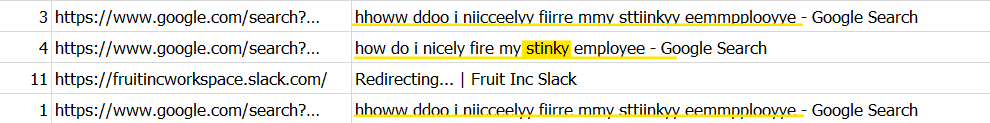 3 https://www.google.com/search?... hhoww ddoo i niicceelyy fiirre mmy sttiinkyy eemmpplooyye - Google Search
4 https://www.google.com/search?... how do i nicely fire my stinky employee - Google Search
11 https://fruitincworkspace.slack.com/ Redirecting... | Fruit Inc Slack
1 https://www.google.com/search?... hhoww ddoo i niicceelyy fiirre mmy sttiinkyy eemmpplooyye - Google Search